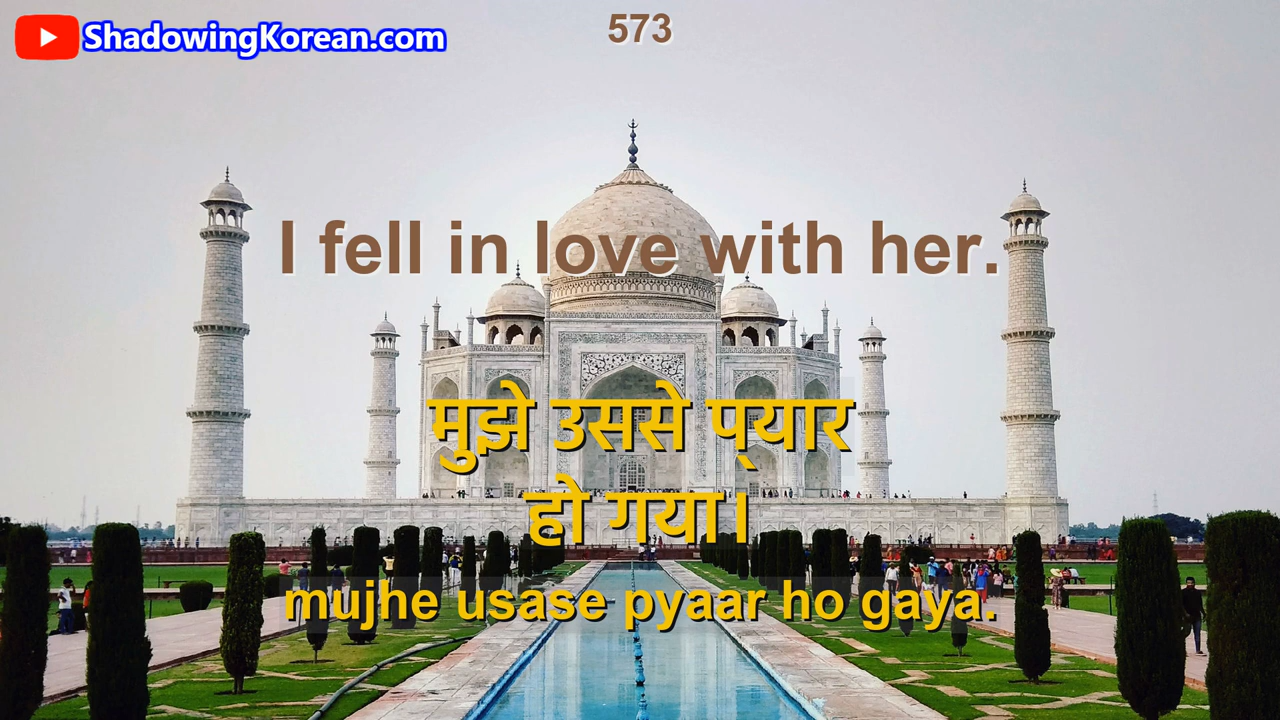 ShadowingKorean.com
573
I fell in love with her.
मुझे उससे प्यार
हो गया।
mujhe usase pyaar ho gaya.